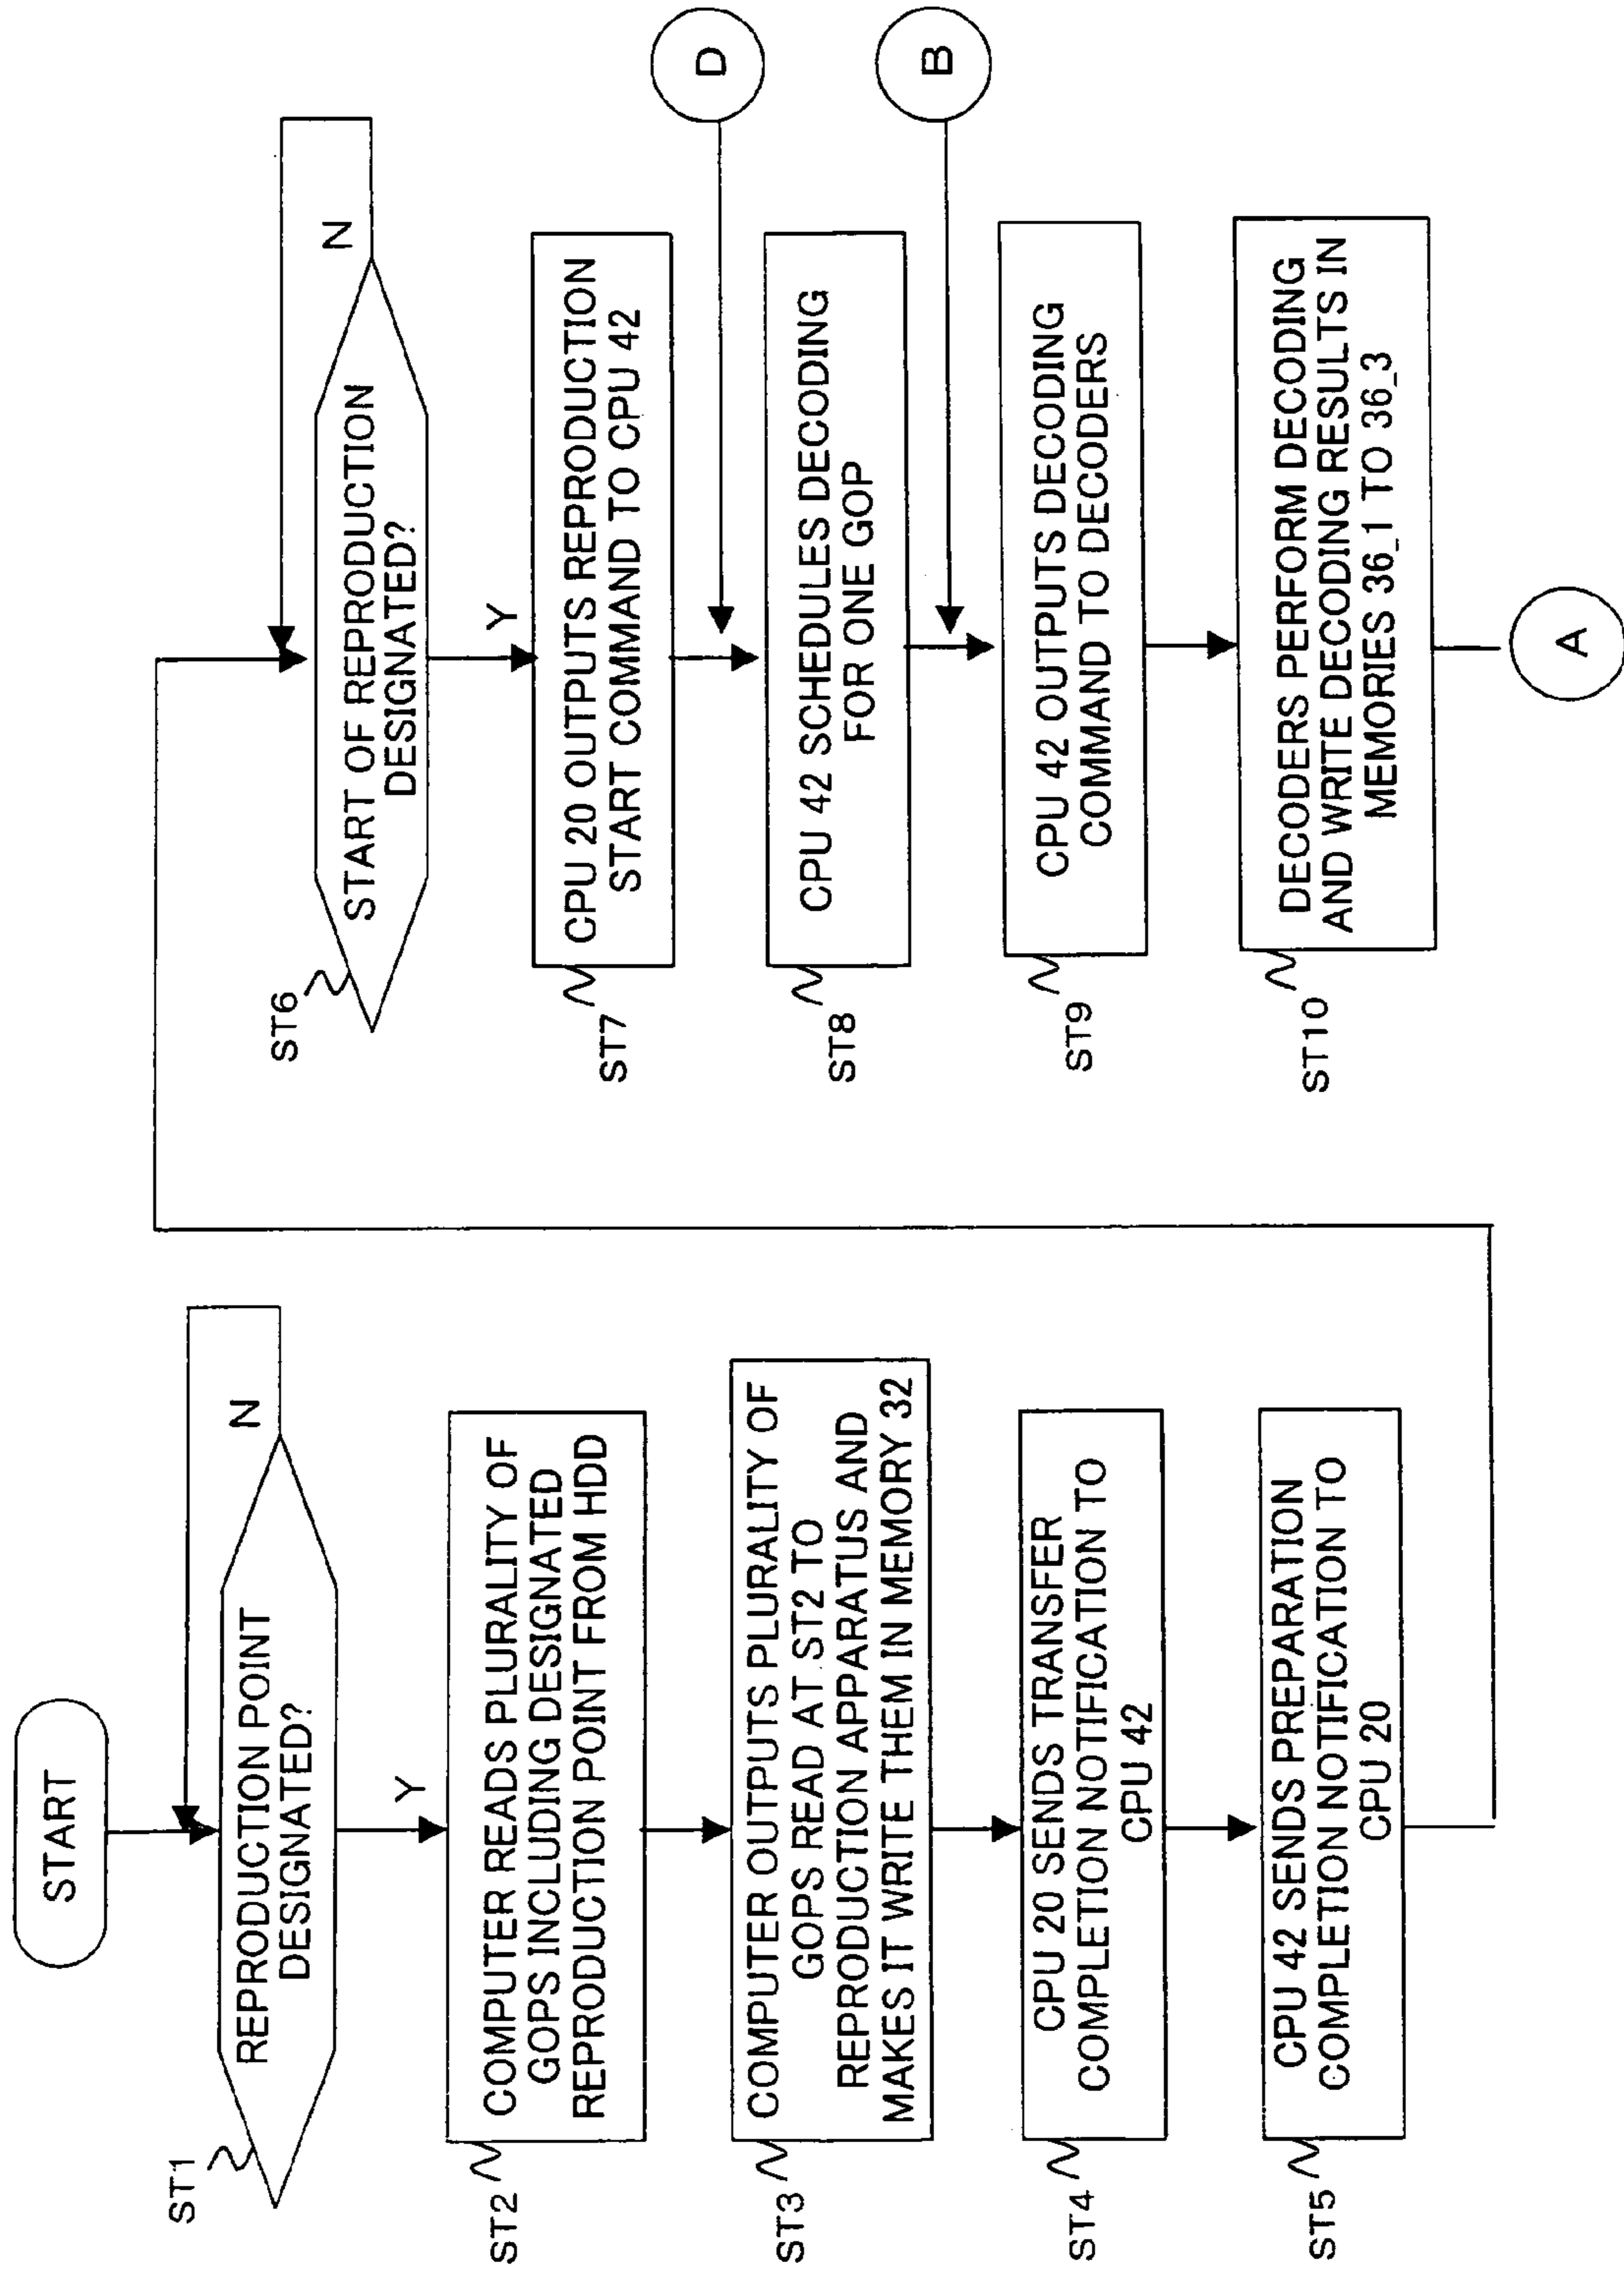 START
ST1
REPRODUCTION POINT
DESIGNATED?
N
Y
ST2
COMPUTER READS PLURALITY OF
GOPS INCLUDING DESIGNATED
REPRODUCTION POINT FROM HDD
ST3
COMPUTER OUTPUTS PLURALITY OF
GOPS READ AT ST2 TO
REPRODUCTION APPARATUS AND
MAKES IT WRITE THEM IN MEMORY 32
ST4
CPU 20 SENDS TRANSFER
COMPLETION NOTIFICATION TO
CPU 42
ST5
CPU 42 SENDS PREPARATION
COMPLETION NOTIFICATION TO
CPU 20
ST6
START OF REPRODUCTION
DESIGNATED?
N
Y
ST7
CPU 20 OUTPUTS REPRODUCTION
START COMMAND TO CPU 42
D
ST8
CPU 42 SCHEDULES DECODING
FOR ONE GOP
B
ST9
CPU 42 OUTPUTS DECODING
COMMAND TO DECODERS
ST10
DECODERS PERFORM DECODING
AND WRITE DECODING RESULTS IN
MEMORIES 36_1 TO 36_3
A